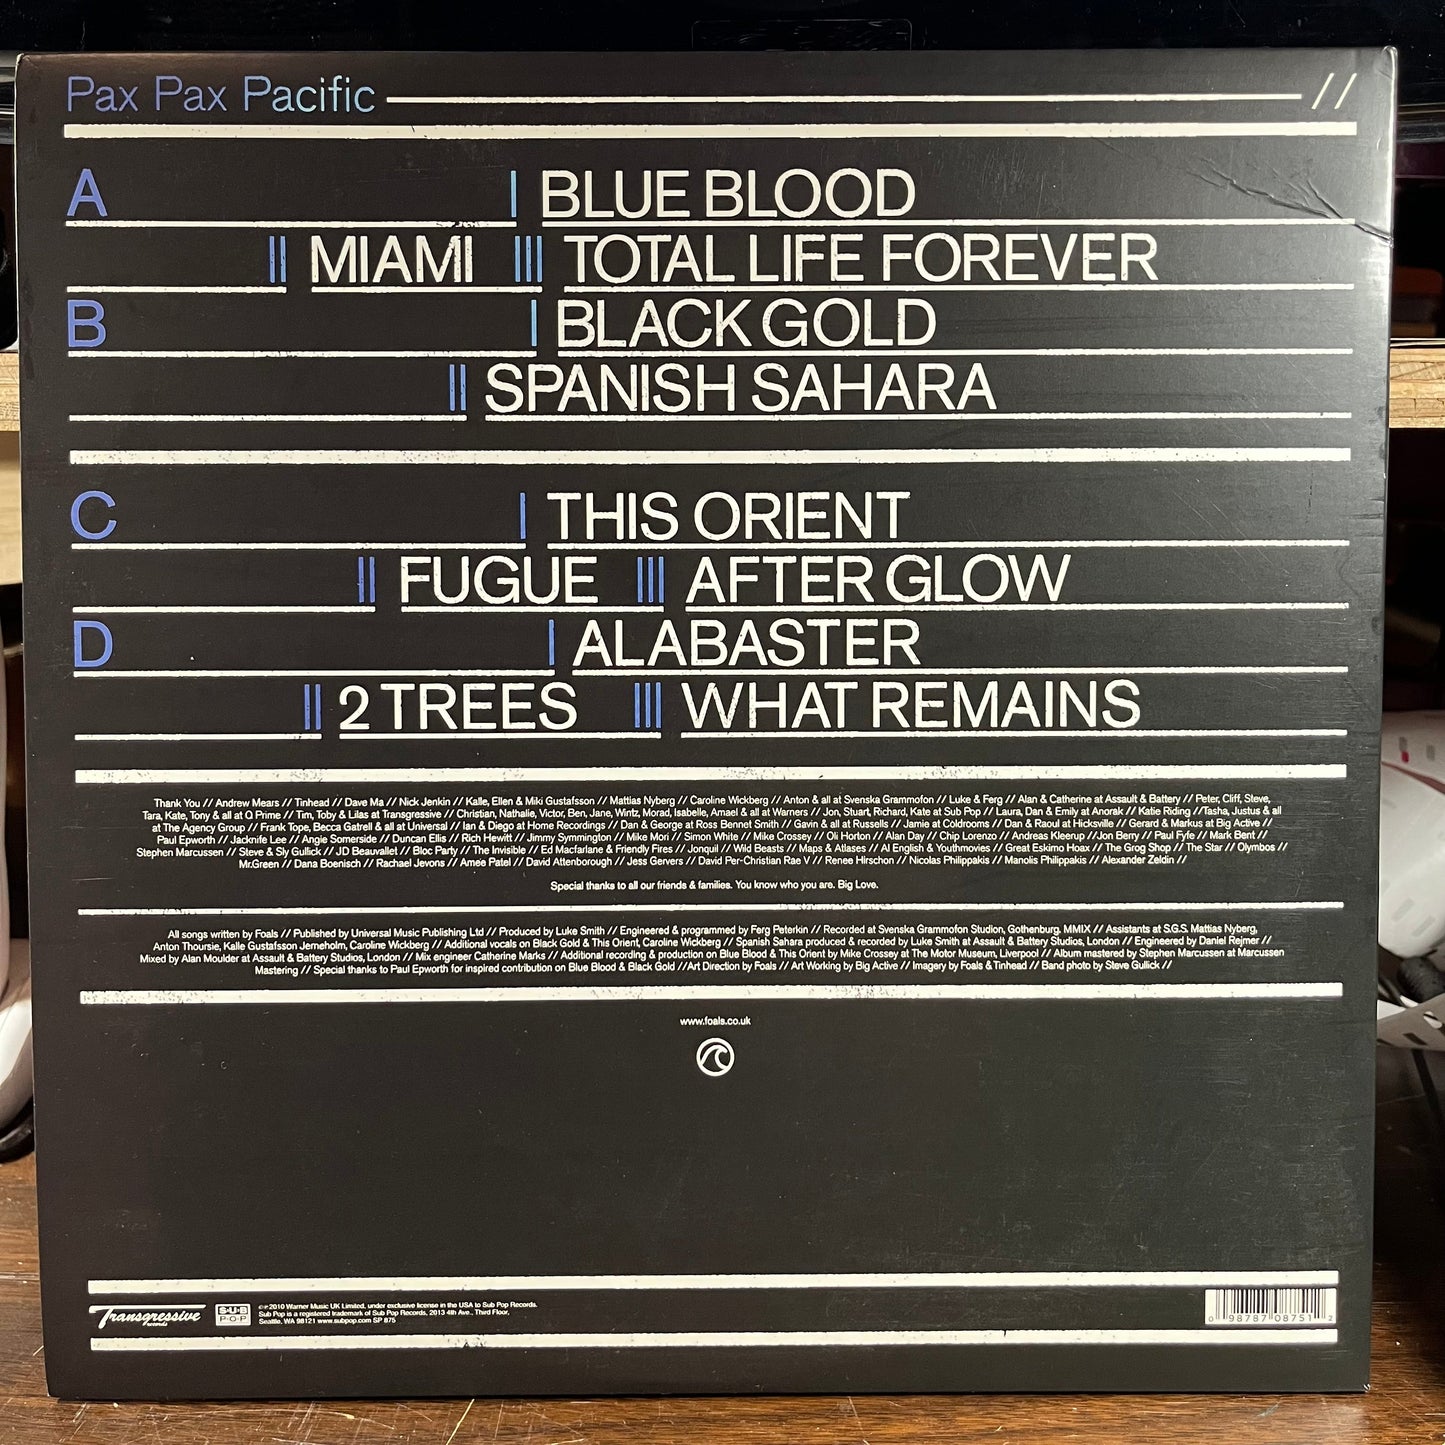 Pax Pax Pacific //
A | BLUE BLOOD
|| MIAMI ||| TOTAL LIFE FOREVER
B | BLACK GOLD
|| SPANISH SAHARA
C | THIS ORIENT
|| FUGUE ||| AFTER GLOW
D | ALABASTER
|| 2 TREES ||| WHAT REMAINS
Thank You // Andrew Mears // Tinhead // Dave Ma // Nick Jenkin // Kalle, Ellen & Miki Gustafsson // Mattias Nyberg // Caroline Wickberg // Anton & all at Svenska Grammofon // Luke & Ferg // Alan & Catherine at Assault & Battery // Peter, Cliff, Steve,
Tara, Kate, Tony & all at Q Prime // Tim, Toby & Lilas at Transgressive // Christian, Nathalie, Victor, Ben, Jane, Wintz, Morad, Isabelle, Amael & all at Warners // Jon, Stuart, Richard, Kate at Sub Pop // Laura, Dan & Emily at Anorak // Katie Riding //Tasha, Justus & all
at The Agency Group // Frank Tope, Becca Gatrell & all at Universal // Ian & Diego at Home Recordings // Dan & George at Ross Bennet Smith // Gavin & all at Russells // Jamie at Coldrooms // Dan & Raoul at Hicksville // Gerard & Markus at Big Active //
Paul Epworth // Jacknife Lee // Angie Somerside // Duncan Ellis // Rich Hewitt // Jimmy Symmington // Mike Mori // Simon White // Mike Crossey // Oli Horton // Alan Day // Chip Lorenzo // Andreas Kleerup //Jon Berry // Paul Fyfe // Mark Bent //
Stephen Marcussen // Steve & Sly Gullick // JD Beauvallet // Bloc Party // The Invisible // Ed Macfarlane & Friendly Fires // Jonquil // Wild Beasts // Maps & Atlases // Al English & Youthmovies // Great Eskimo Hoax // The Grog Shop // The Star // Olymbos //
Mr.Green // Dana Boenisch // Rachael Jevons // Amee Patel // David Attenborough // Jess Gervers // David Per-Christian Rae V // Renee Hirschon // Nicolas Philippakis // Manolis Philippakis // Alexander Zeldin //
Special thanks to all our friends & families. You know who you are. Big Love.
All songs written by Foals // Published by Universal Music Publishing Ltd // Produced by Luke Smith // Engineered & programmed by Ferg Peterkin // Recorded at Svenska Grammofon Studion, Gothenburg. MMIX // Assistants at S.G.S. Mattias Nyberg,
Anton Thoursie, Kalle Gustafsson Jerneholm, Caroline Wickberg // Additional vocals on Black Gold & This Orient, Caroline Wickberg // Spanish Sahara produced & recorded by Luke Smith at Assault & Battery Studios, London // Engineered by Daniel Rejmer //
Mixed by Alan Moulder at Assault & Battery Studios, London // Mix engineer Catherine Marks // Additional recording & production on Blue Blood & This Orient by Mike Crossey at The Motor Museum, Liverpool // Album mastered by Stephen Marcussen at Marcussen
Mastering // Special thanks to Paul Epworth for inspired contribution on Blue Blood & Black Gold //Art Direction by Foals // Art Working by Big Active // Imagery by Foals & Tinhead // Band photo by Steve Gullick //
www.foals.co.uk
Transgressive
records
SUB
POP
©℗ 2010 Warner Music UK Limited, under exclusive license in the USA to Sub Pop Records.
Sub Pop is a registered trademark of Sub Pop Records, 2013 4th Ave., Third Floor,
Seattle, WA 98121 www.subpop.com SP 875
0 98787 08751 2